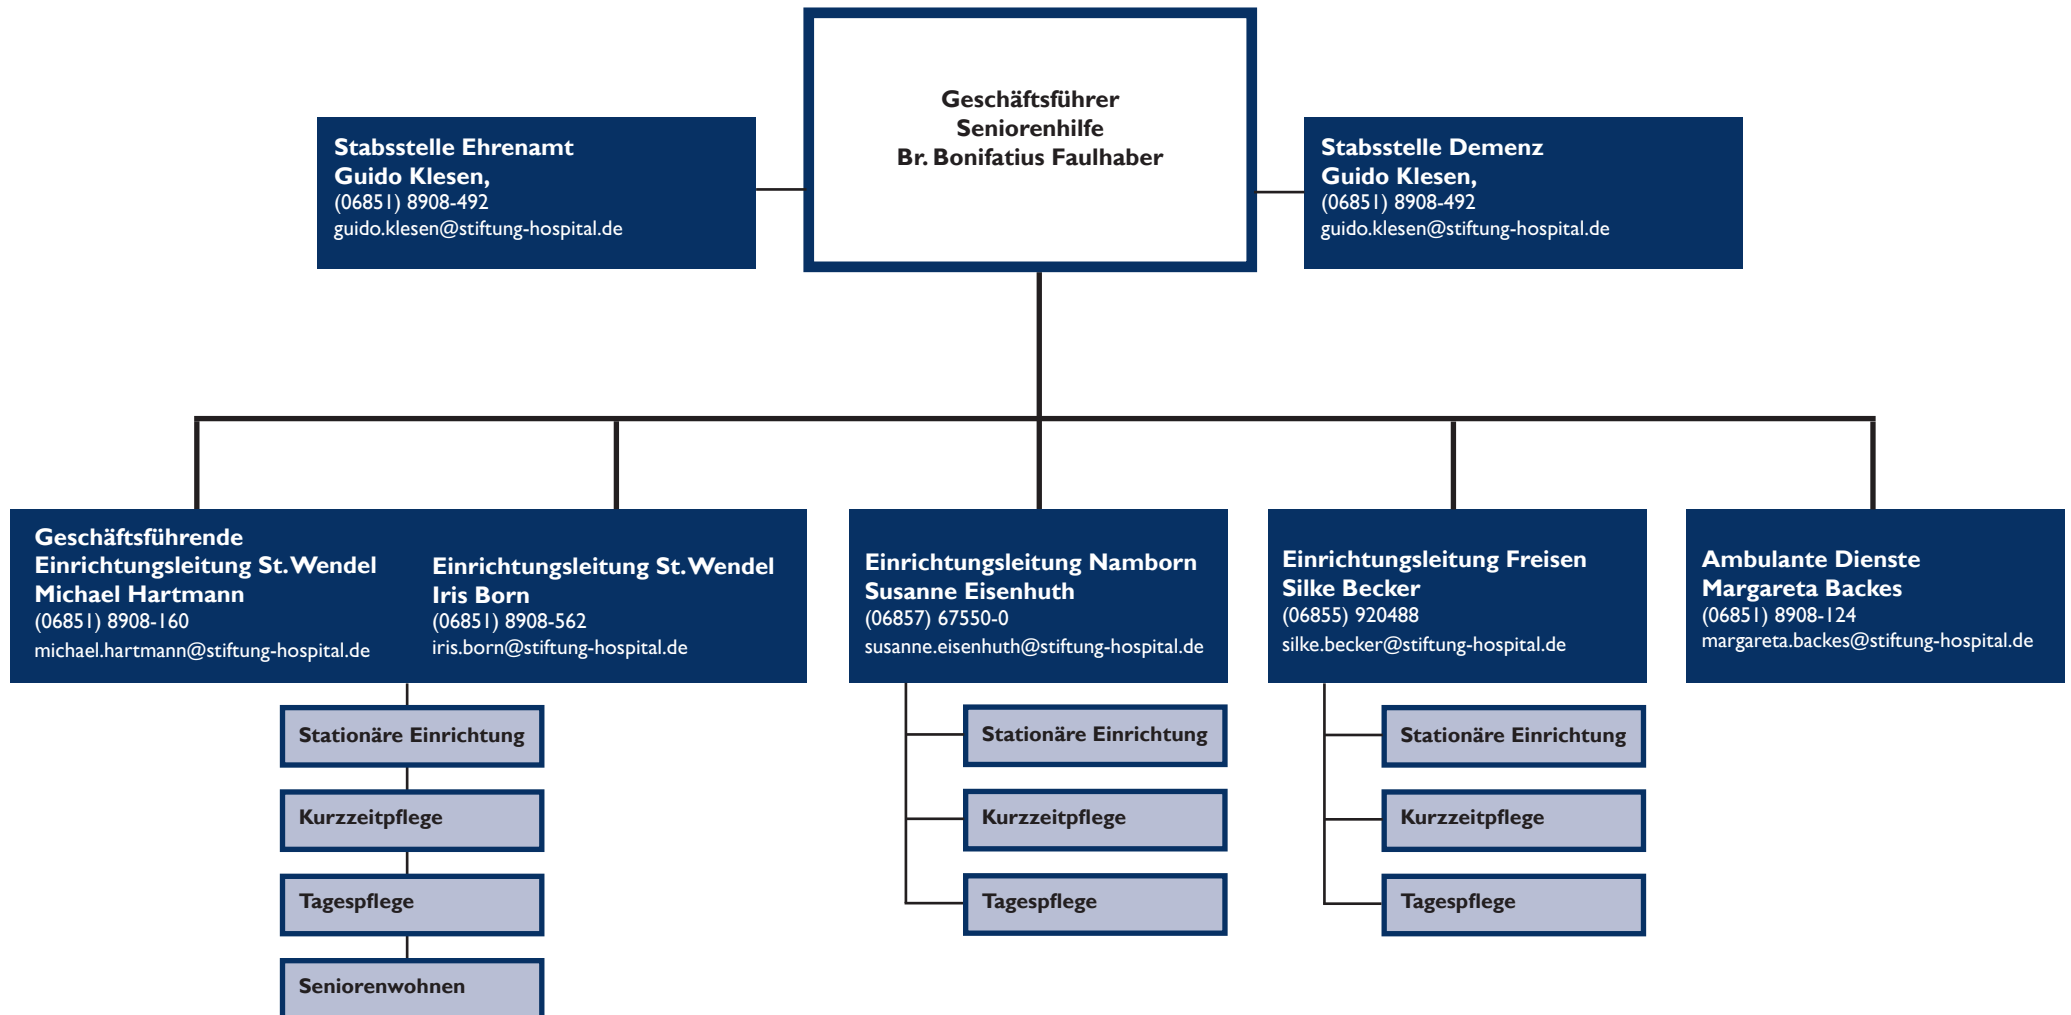 Geschäftsführer
Seniorenhilfe
Br. Bonifatius Faulhaber
Stabsstelle Ehrenamt
Guido Klesen,
(06851) 8908-492
guido.klesen@stiftung-hospital.de
Stabsstelle Demenz
Guido Klesen,
(06851) 8908-492
guido.klesen@stiftung-hospital.de
Geschäftsführende
Einrichtungsleitung St. Wendel
Michael Hartmann
(06851) 8908-160
michael.hartmann@stiftung-hospital.de
Einrichtungsleitung St. Wendel
Iris Born
(06851) 8908-562
iris.born@stiftung-hospital.de
Einrichtungsleitung Namborn
Susanne Eisenhuth
(06857) 67550-0
susanne.eisenhuth@stiftung-hospital.de
Einrichtungsleitung Freisen
Silke Becker
(06855) 920488
silke.becker@stiftung-hospital.de
Ambulante Dienste
Margareta Backes
(06851) 8908-124
margareta.backes@stiftung-hospital.de
Stationäre Einrichtung
Kurzzeitpflege
Tagespflege
Seniorenwohnen
Stationäre Einrichtung
Kurzzeitpflege
Tagespflege
Stationäre Einrichtung
Kurzzeitpflege
Tagespflege